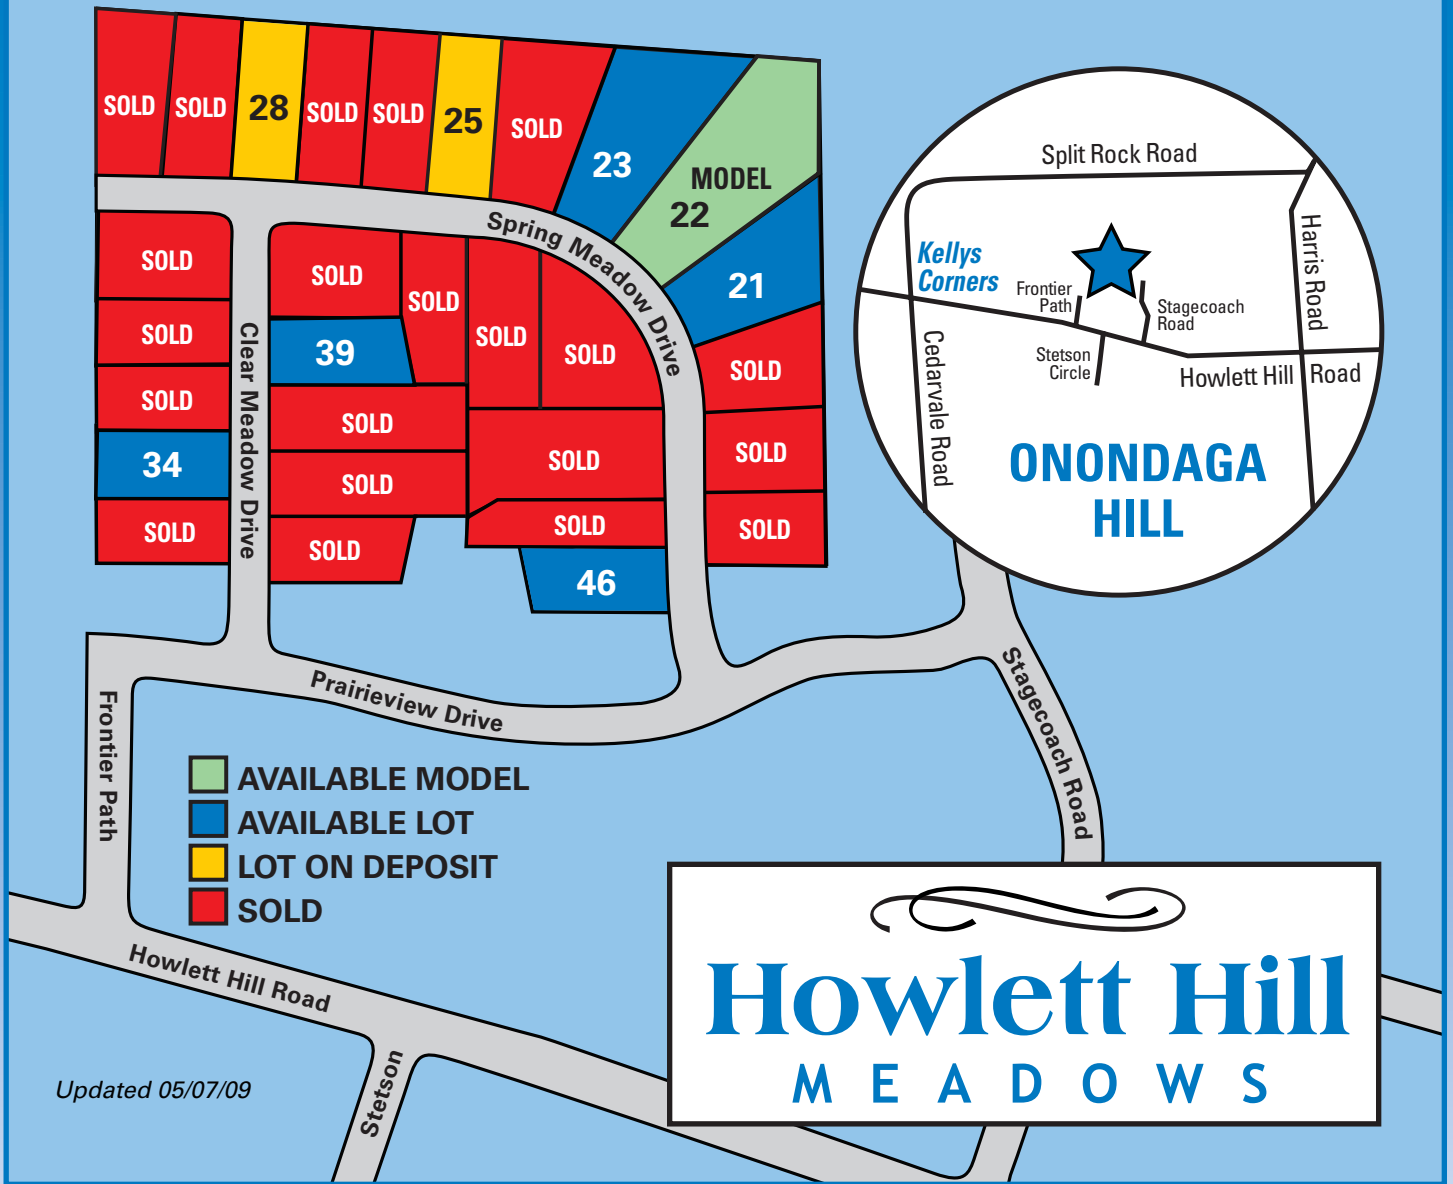 SOLD
SOLD
28
SOLD
SOLD
25
SOLD
23
MODEL
22
21
Spring Meadow Drive
SOLD
SOLD
SOLD
34
SOLD
Clear Meadow Drive
SOLD
SOLD
39
SOLD
SOLD
SOLD
SOLD
SOLD
SOLD
SOLD
SOLD
46
SOLD
SOLD
SOLD
Split Rock Road
Harris Road
Kellys
Corners
Frontier
Path
Stagecoach
Road
Stetson
Circle
Cedarvale Road
Howlett Hill Road
ONONDAGA
HILL
Prairieview Drive
Stagecoach Road
Frontier Path
AVAILABLE MODEL
AVAILABLE LOT
LOT ON DEPOSIT
SOLD
Howlett Hill Road
Stetson
Updated 05/07/09
Howlett Hill
MEADOWS